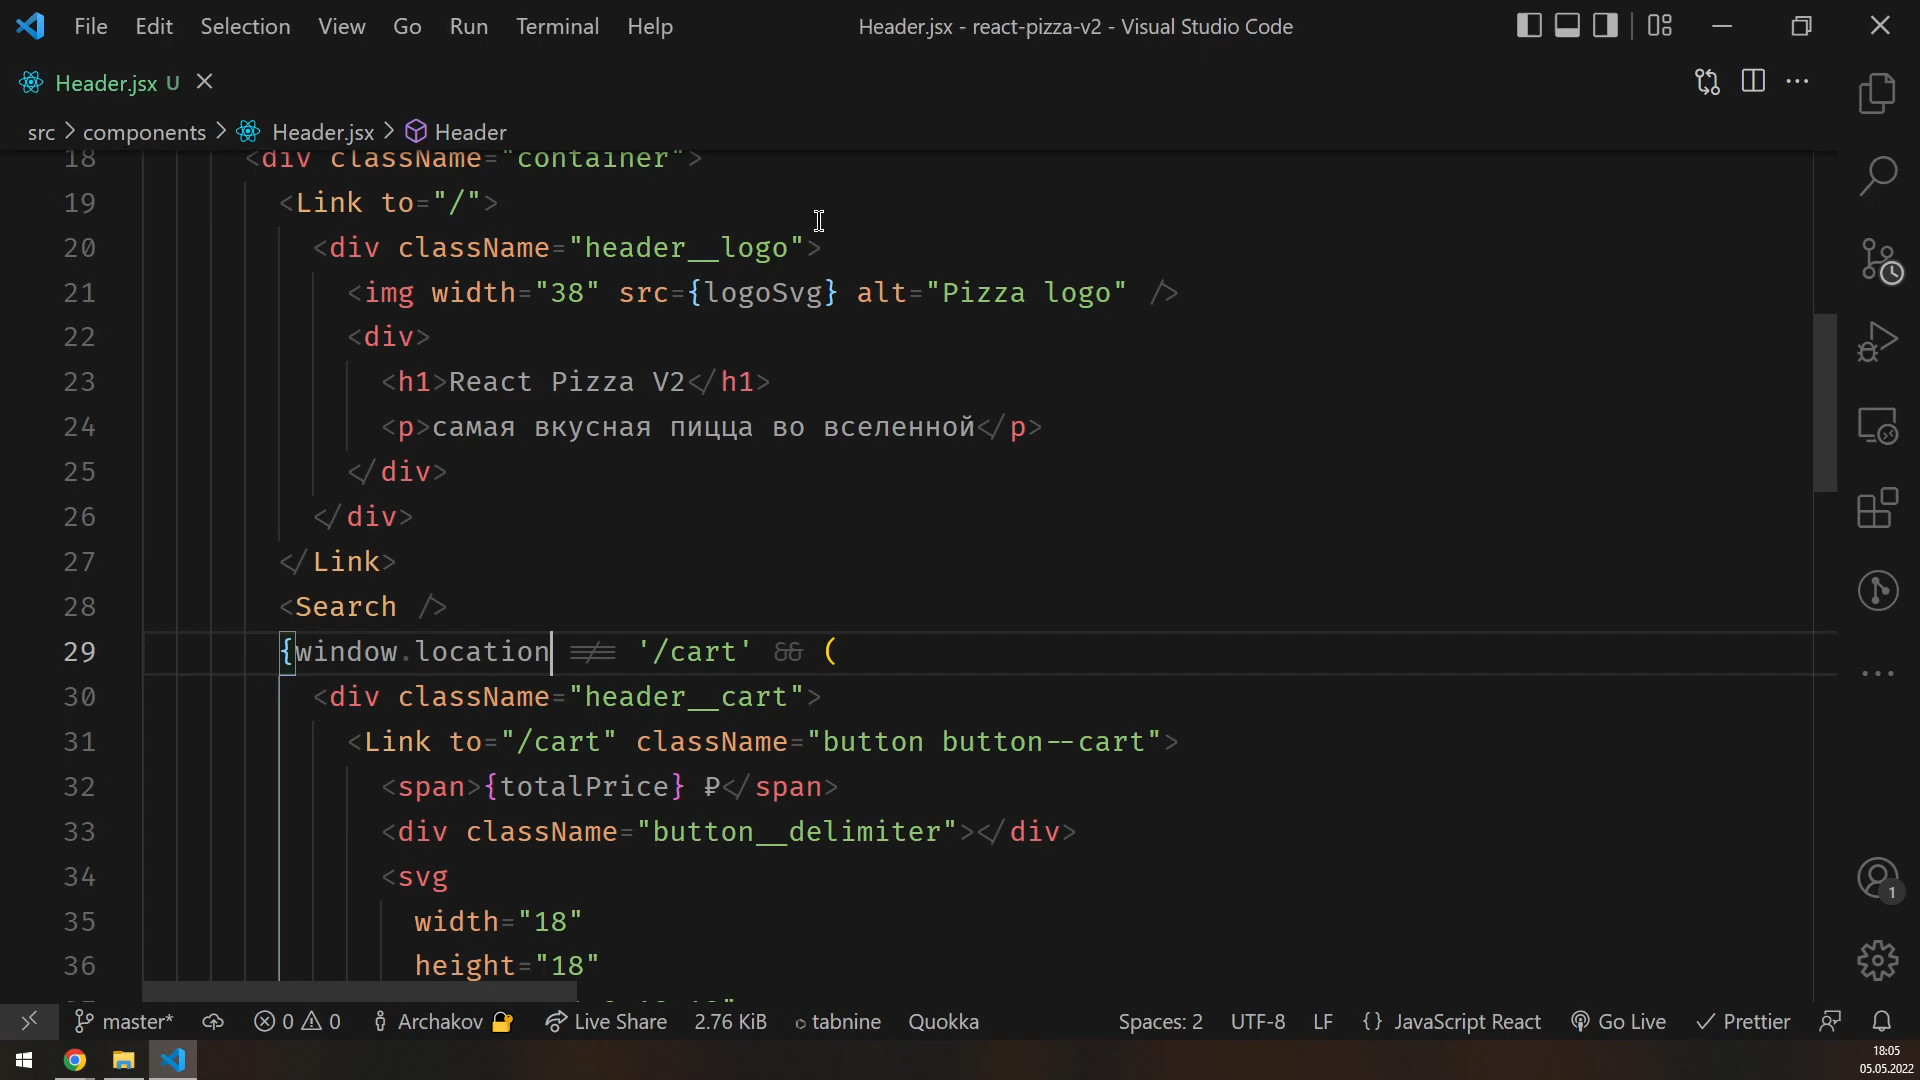 File Edit Selection View Go Run Terminal Help Header.jsx - react-pizza-v2 - Visual Studio Code
Header.jsx U
src > components > Header.jsx > Header
18 <div className="container">
19 <Link to="/">
20 <div className="header__logo">
21 <img width="38" src={logoSvg} alt="Pizza logo" />
22 <div>
23 <h1>React Pizza V2</h1>
24 <p>самая вкусная пицца во вселенной</p>
25 </div>
26 </div>
27 </Link>
28 <Search />
29 {window.location !== '/cart' && (
30 <div className="header__cart">
31 <Link to="/cart" className="button button--cart">
32 <span>{totalPrice} ₽</span>
33 <div className="button__delimiter"></div>
34 <svg
35 width="18"
36 height="18"
1
master* 0 0 Archakov Live Share 2.76 KiB tabnine Quokka Spaces: 2 UTF-8 LF {} JavaScript React Go Live Prettier
18:05
05.05.2022